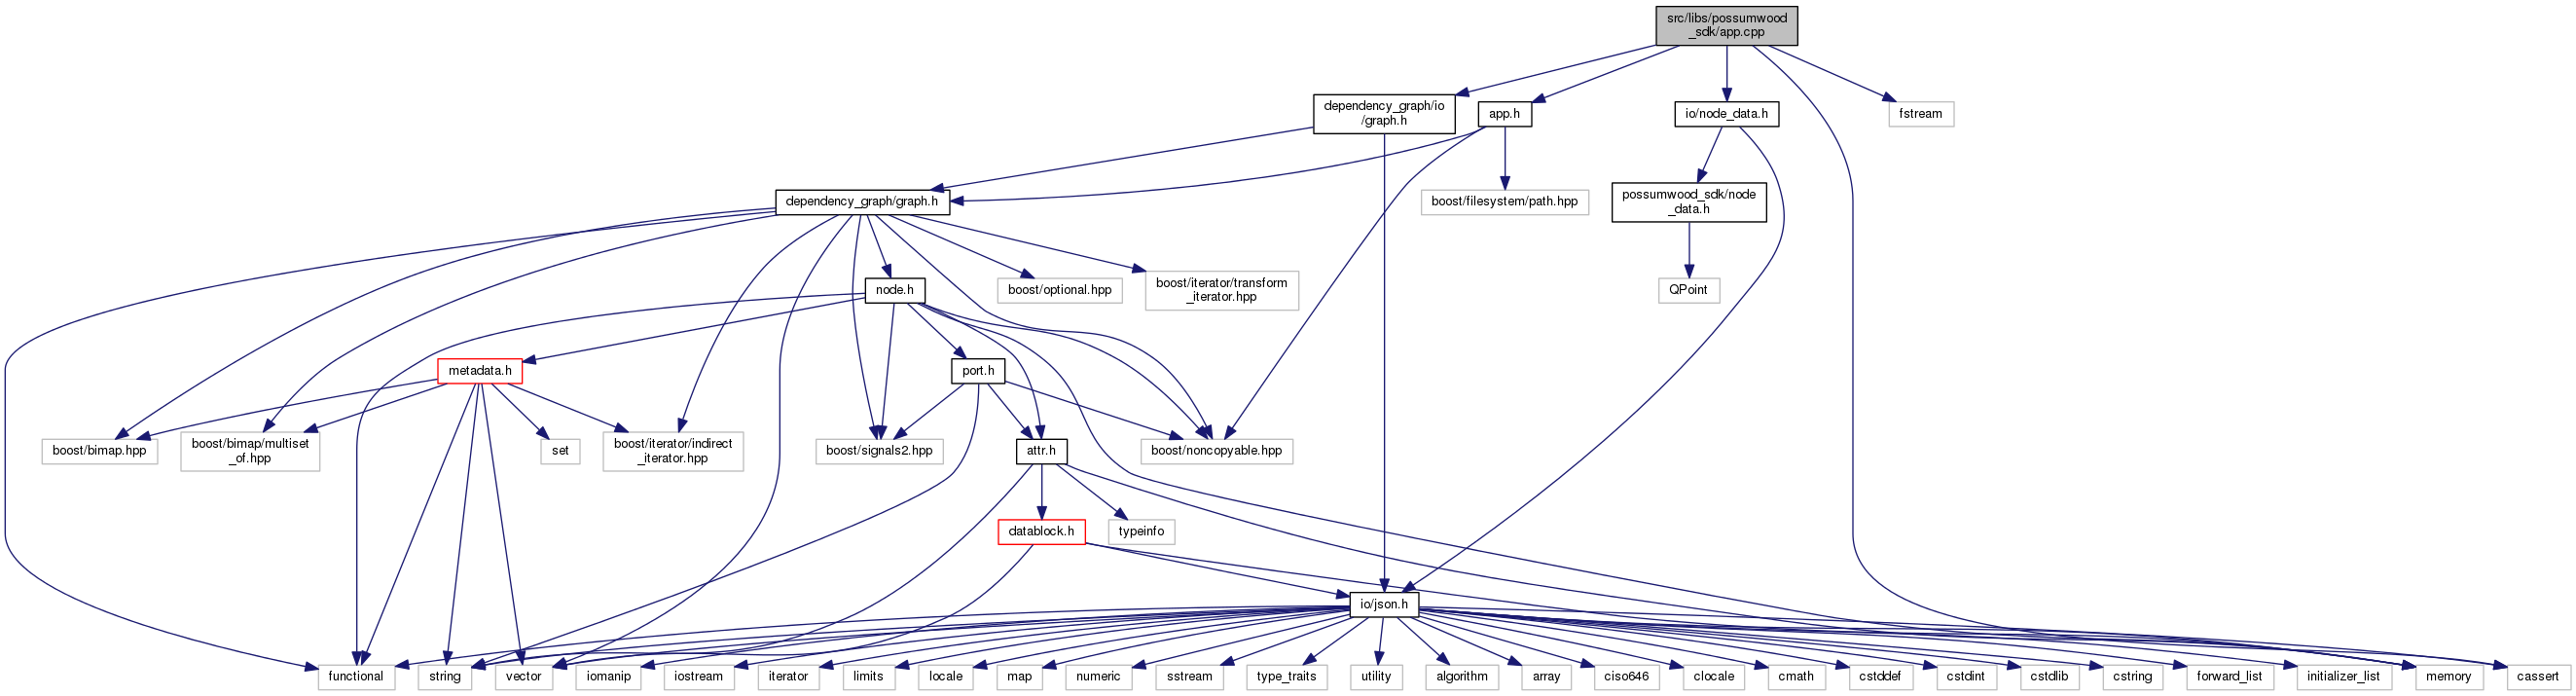 src/libs/possumwood
_sdk/app.cpp
dependency_graph/io
/graph.h
app.h
io/node_data.h
fstream
dependency_graph/graph.h
boost/filesystem/path.hpp
possumwood_sdk/node
_data.h
node.h
boost/optional.hpp
boost/iterator/transform
_iterator.hpp
QPoint
metadata.h
port.h
boost/bimap.hpp
boost/bimap/multiset
_of.hpp
set
boost/iterator/indirect
_iterator.hpp
boost/signals2.hpp
attr.h
boost/noncopyable.hpp
datablock.h
typeinfo
io/json.h
functional
string
vector
iomanip
iostream
iterator
limits
locale
map
numeric
sstream
type_traits
utility
algorithm
array
ciso646
clocale
cmath
cstddef
cstdint
cstdlib
cstring
forward_list
initializer_list
memory
cassert